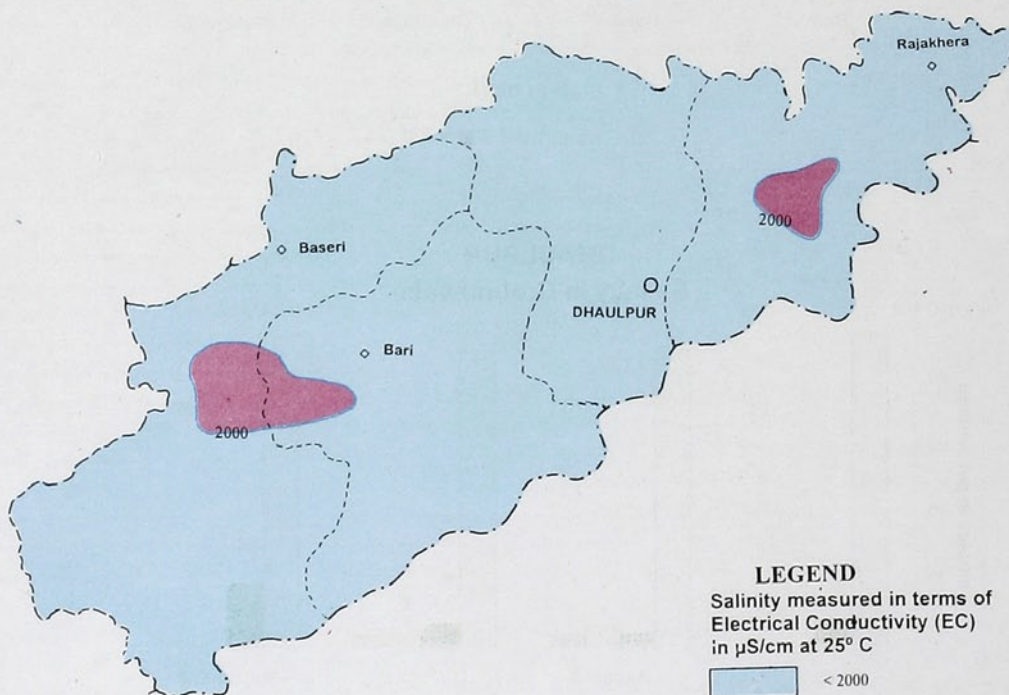 Rajakhera
2000
Baseri
DHAULPUR
Bari
2000
LEGEND
Salinity measured in terms of
Electrical Conductivity (EC)
in µS/cm at 25° C
< 2000